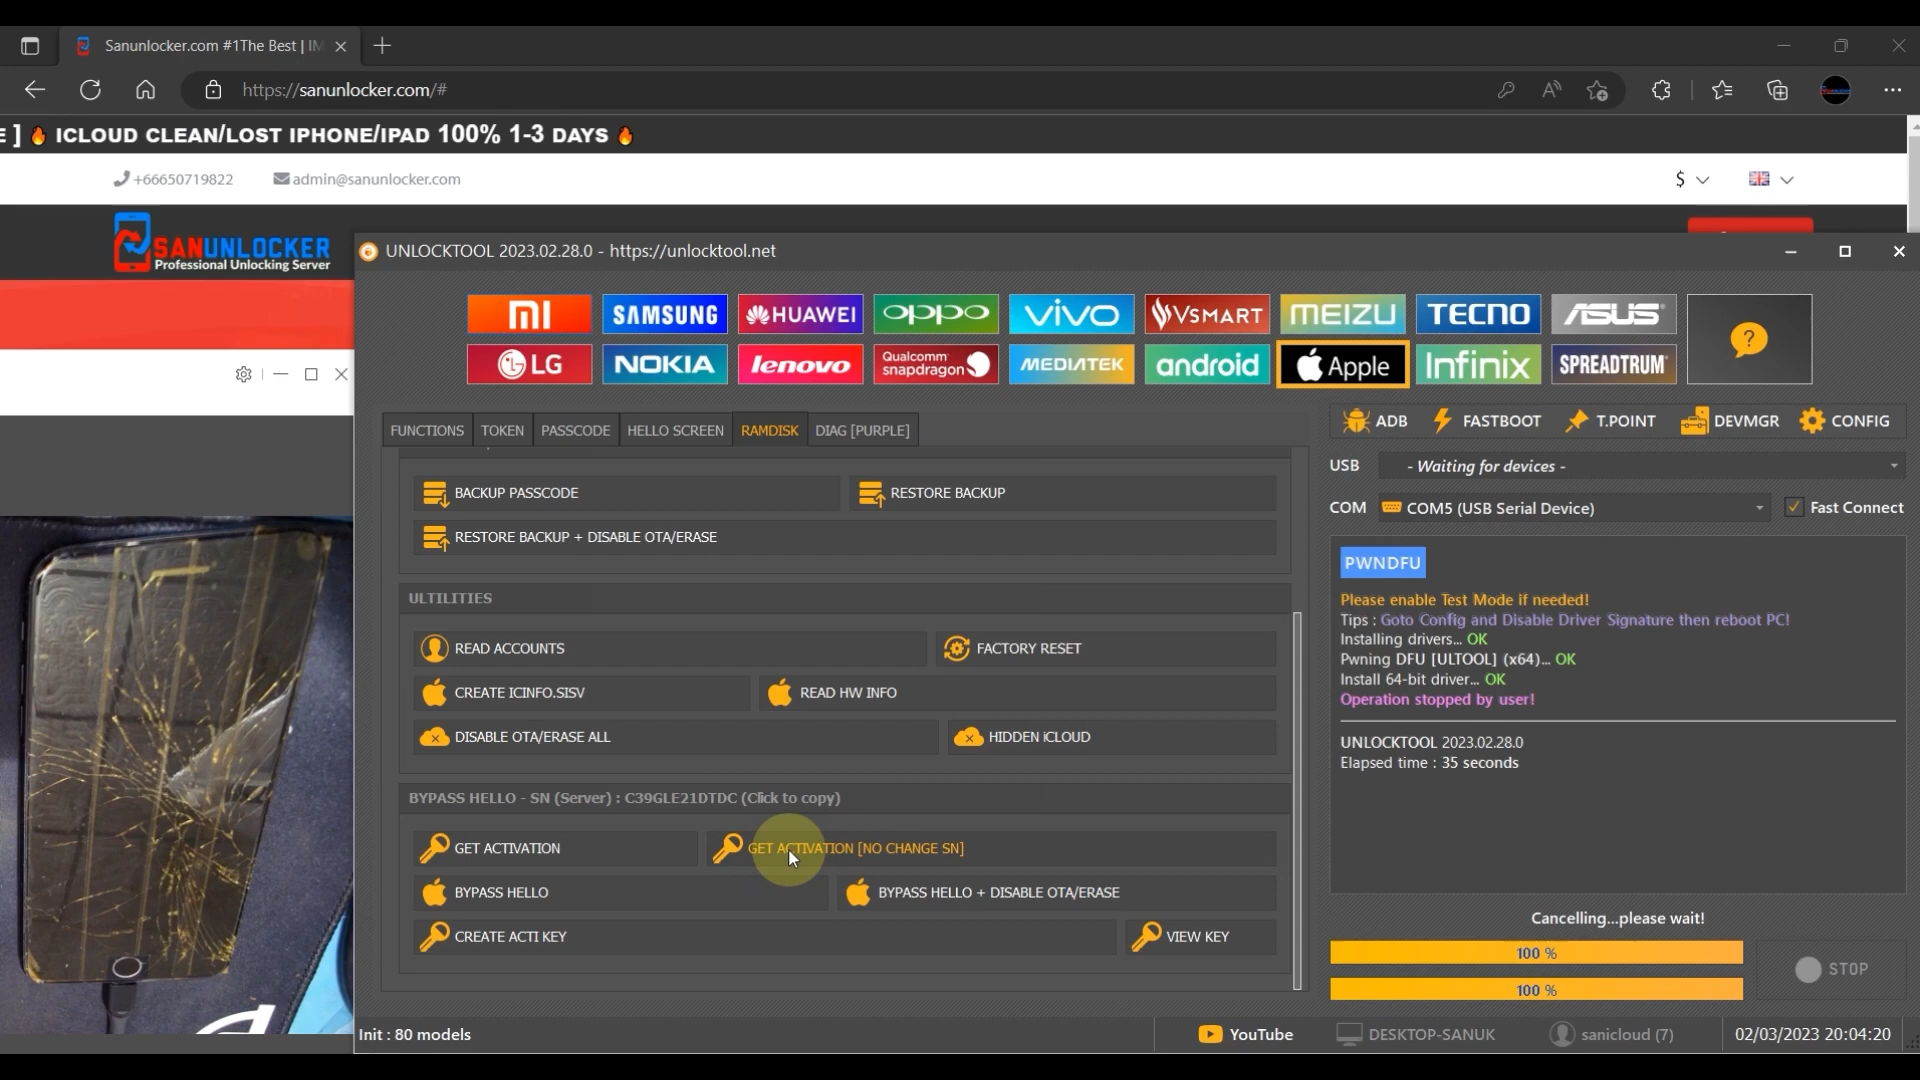 Sanunlocker.com #1The Best | IM
https://sanunlocker.com/#
E ] 🔥 ICLOUD CLEAN/LOST IPHONE/IPAD 100% 1-3 DAYS 🔥
+66650719822
admin@sanunlocker.com
$
SANUNLOCKER
Professional Unlocking Server
UNLOCKTOOL 2023.02.28.0 - https://unlocktool.net
mi SAMSUNG HUAWEI oppo vivo VSMART MEIZU TECNO ASUS ?
LG NOKIA lenovo Qualcomm snapdragon MEDIATEK android Apple Infinix SPREADTRUM
FUNCTIONS TOKEN PASSCODE HELLO SCREEN RAMDISK DIAG [PURPLE]
BACKUP PASSCODE RESTORE BACKUP
RESTORE BACKUP + DISABLE OTA/ERASE
ULTILITIES
READ ACCOUNTS FACTORY RESET
CREATE ICINFO.SISV READ HW INFO
DISABLE OTA/ERASE ALL HIDDEN iCLOUD
BYPASS HELLO - SN (Server) : C39GLE21DTDC (Click to copy)
GET ACTIVATION GET ACTIVATION [NO CHANGE SN]
BYPASS HELLO BYPASS HELLO + DISABLE OTA/ERASE
CREATE ACTI KEY VIEW KEY
ADB FASTBOOT T.POINT DEVMGR CONFIG
USB - Waiting for devices -
COM COM5 (USB Serial Device) Fast Connect
PWNDFU
Please enable Test Mode if needed!
Tips : Goto Config and Disable Driver Signature then reboot PC!
Installing drivers... OK
Pwning DFU [ULTOOL] (x64)... OK
Install 64-bit driver... OK
Operation stopped by user!
UNLOCKTOOL 2023.02.28.0
Elapsed time : 35 seconds
Cancelling...please wait!
100 %
STOP
100 %
Init : 80 models
YouTube DESKTOP-SANUK sanicloud (7) 02/03/2023 20:04:20